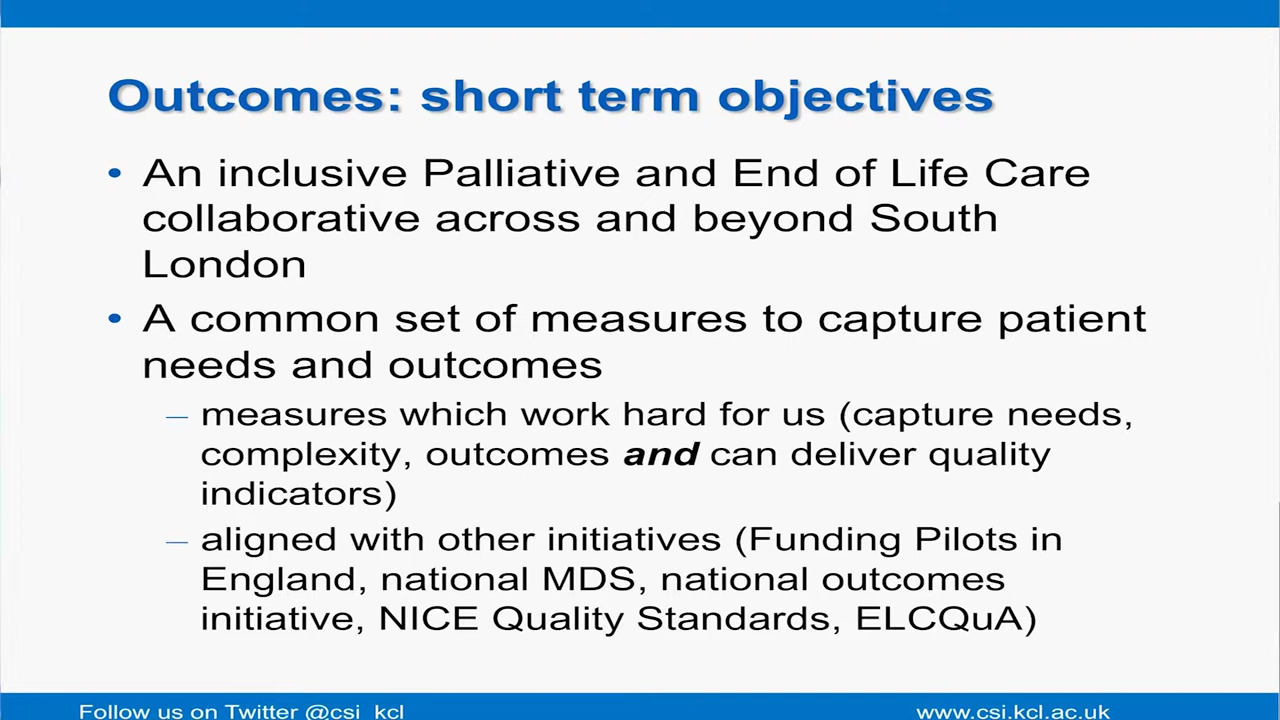 Outcomes: short term objectives
• An inclusive Palliative and End of Life Care
collaborative across and beyond South
London
• A common set of measures to capture patient
needs and outcomes
– measures which work hard for us (capture needs,
complexity, outcomes and can deliver quality
indicators)
– aligned with other initiatives (Funding Pilots in
England, national MDS, national outcomes
initiative, NICE Quality Standards, ELCQuA)
Follow us on Twitter @csi_kcl
www.csi.kcl.ac.uk